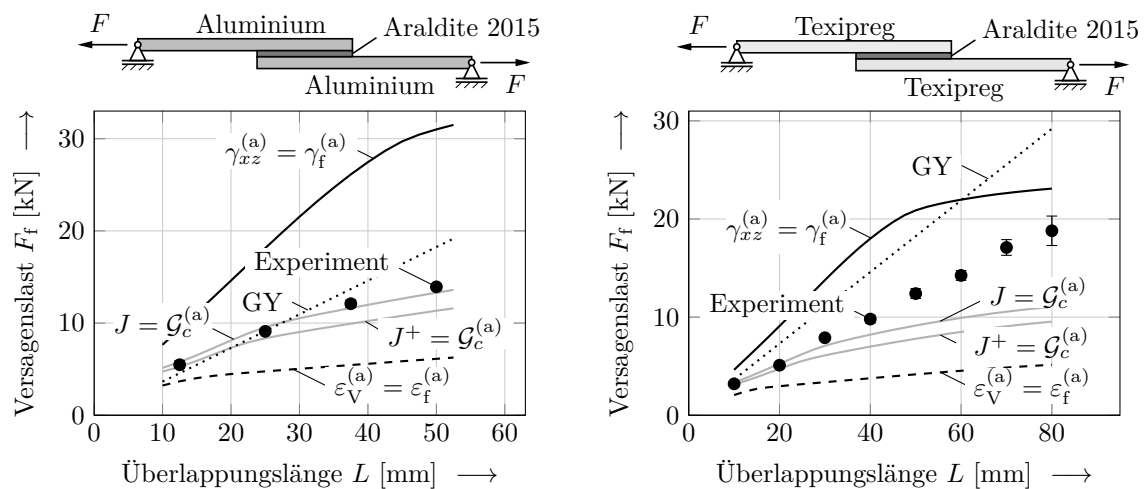 Aluminium
F
Araldite 2015
Aluminium
F
Versagenslast F_f [kN] ⟶
30
20
10
0
γ_xz^(a) = γ_f^(a)
Experiment
GY
J = 𝒢_c^(a)
J^+ = 𝒢_c^(a)
ε_V^(a) = ε_f^(a)
0 10 20 30 40 50 60
Überlappungslänge L [mm] ⟶
Texipreg
F
Araldite 2015
Texipreg
F
Versagenslast F_f [kN] ⟶
30
20
10
0
GY
γ_xz^(a) = γ_f^(a)
Experiment
J = 𝒢_c^(a)
J^+ = 𝒢_c^(a)
ε_V^(a) = ε_f^(a)
0 20 40 60 80
Überlappungslänge L [mm] ⟶